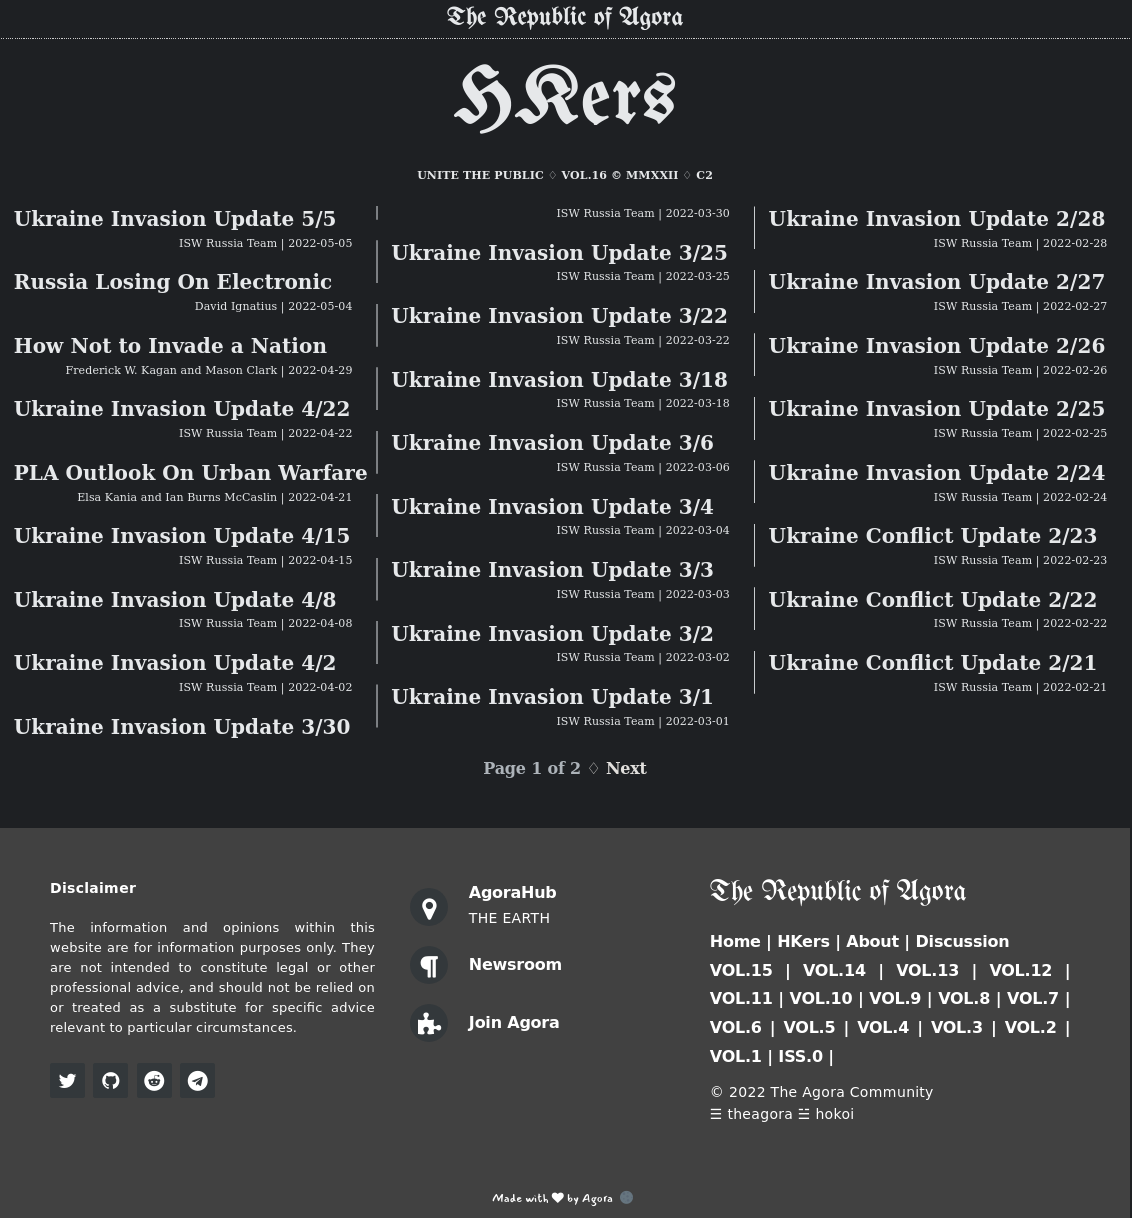 The Republic of Agora
HKers
UNITE THE PUBLIC ♢ VOL.16 © MMXXII ♢ C2
Ukraine Invasion Update 5/5
ISW Russia Team | 2022-05-05
Russia Losing On Electronic
David Ignatius | 2022-05-04
How Not to Invade a Nation
Frederick W. Kagan and Mason Clark | 2022-04-29
Ukraine Invasion Update 4/22
ISW Russia Team | 2022-04-22
PLA Outlook On Urban Warfare
Elsa Kania and Ian Burns McCaslin | 2022-04-21
Ukraine Invasion Update 4/15
ISW Russia Team | 2022-04-15
Ukraine Invasion Update 4/8
ISW Russia Team | 2022-04-08
Ukraine Invasion Update 4/2
ISW Russia Team | 2022-04-02
Ukraine Invasion Update 3/30
ISW Russia Team | 2022-03-30
Ukraine Invasion Update 3/25
ISW Russia Team | 2022-03-25
Ukraine Invasion Update 3/22
ISW Russia Team | 2022-03-22
Ukraine Invasion Update 3/18
ISW Russia Team | 2022-03-18
Ukraine Invasion Update 3/6
ISW Russia Team | 2022-03-06
Ukraine Invasion Update 3/4
ISW Russia Team | 2022-03-04
Ukraine Invasion Update 3/3
ISW Russia Team | 2022-03-03
Ukraine Invasion Update 3/2
ISW Russia Team | 2022-03-02
Ukraine Invasion Update 3/1
ISW Russia Team | 2022-03-01
Ukraine Invasion Update 2/28
ISW Russia Team | 2022-02-28
Ukraine Invasion Update 2/27
ISW Russia Team | 2022-02-27
Ukraine Invasion Update 2/26
ISW Russia Team | 2022-02-26
Ukraine Invasion Update 2/25
ISW Russia Team | 2022-02-25
Ukraine Invasion Update 2/24
ISW Russia Team | 2022-02-24
Ukraine Conflict Update 2/23
ISW Russia Team | 2022-02-23
Ukraine Conflict Update 2/22
ISW Russia Team | 2022-02-22
Ukraine Conflict Update 2/21
ISW Russia Team | 2022-02-21
Page 1 of 2 ♢ Next
Disclaimer
The information and opinions within this
website are for information purposes only. They
are not intended to constitute legal or other
professional advice, and should not be relied on
or treated as a substitute for specific advice
relevant to particular circumstances.
AgoraHub
THE EARTH
Newsroom
Join Agora
The Republic of Agora
Home | HKers | About | Discussion
VOL.15 | VOL.14 | VOL.13 | VOL.12 |
VOL.11 | VOL.10 | VOL.9 | VOL.8 | VOL.7 |
VOL.6 | VOL.5 | VOL.4 | VOL.3 | VOL.2 |
VOL.1 | ISS.0 |
© 2022 The Agora Community
☰ theagora ☵ hokoi
Made with ♥ by Agora